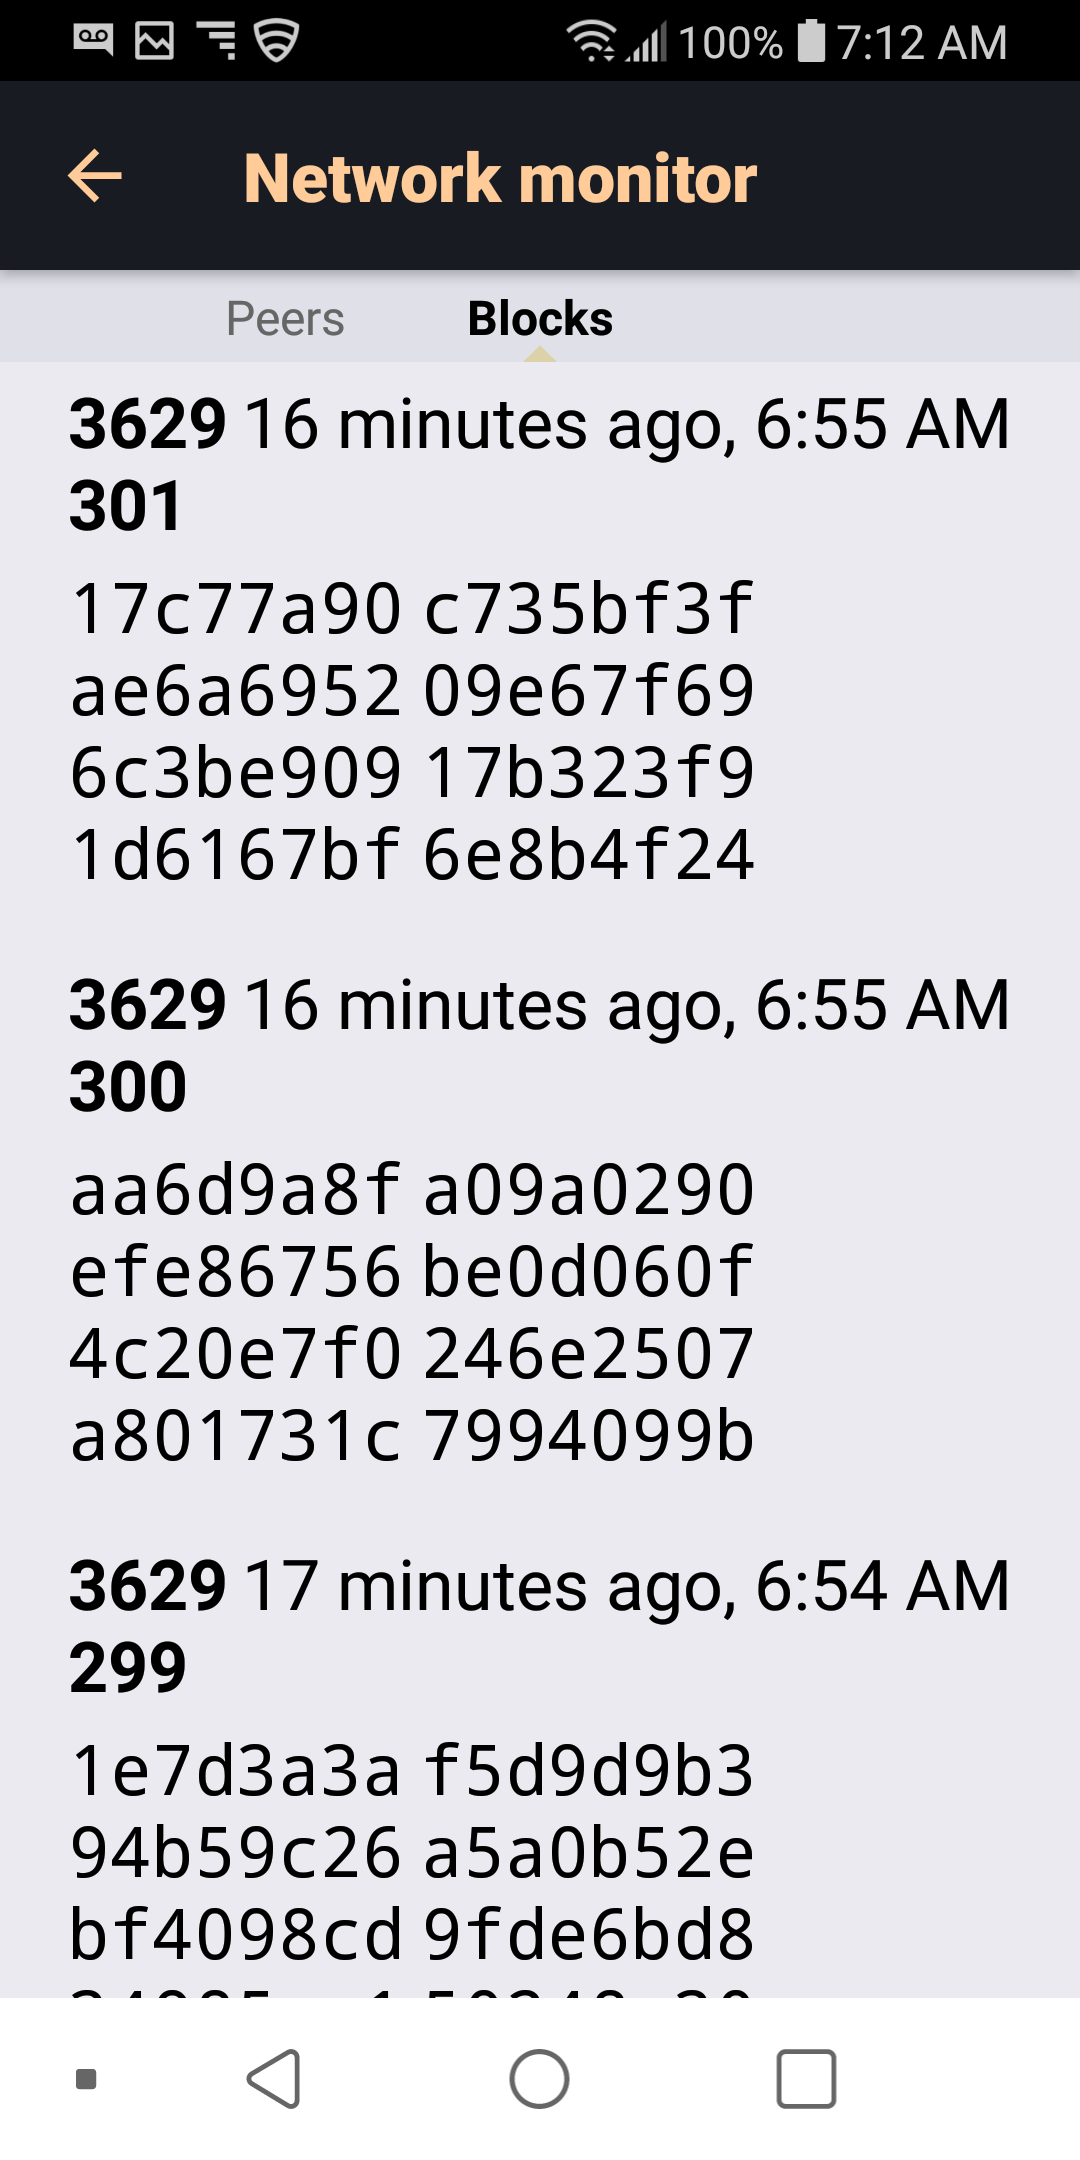 100% 7:12 AM
Network monitor
Peers Blocks
3629 16 minutes ago, 6:55 AM
301
17c77a90 c735bf3f
ae6a6952 09e67f69
6c3be909 17b323f9
1d6167bf 6e8b4f24
3629 16 minutes ago, 6:55 AM
300
aa6d9a8f a09a0290
efe86756 be0d060f
4c20e7f0 246e2507
a801731c 7994099b
3629 17 minutes ago, 6:54 AM
299
1e7d3a3a f5d9d9b3
94b59c26 a5a0b52e
bf4098cd 9fde6bd8